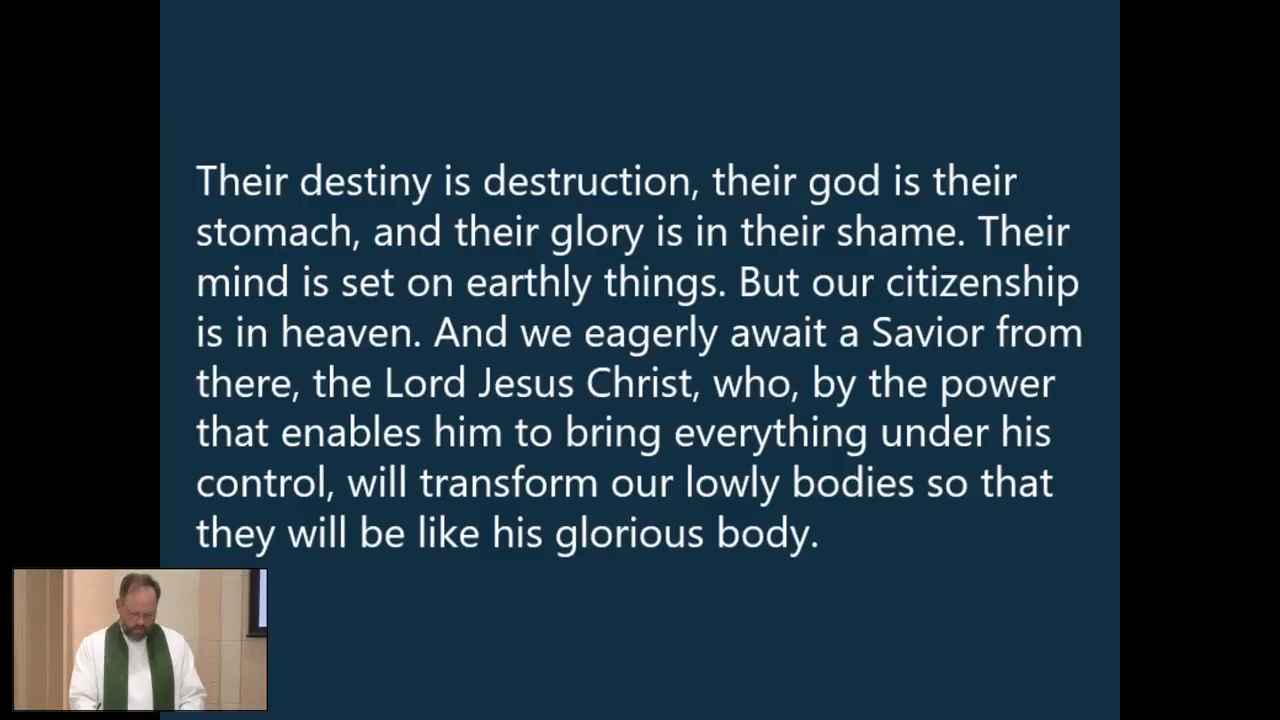 Their destiny is destruction, their god is their
stomach, and their glory is in their shame. Their
mind is set on earthly things. But our citizenship
is in heaven. And we eagerly await a Savior from
there, the Lord Jesus Christ, who, by the power
that enables him to bring everything under his
control, will transform our lowly bodies so that
they will be like his glorious body.